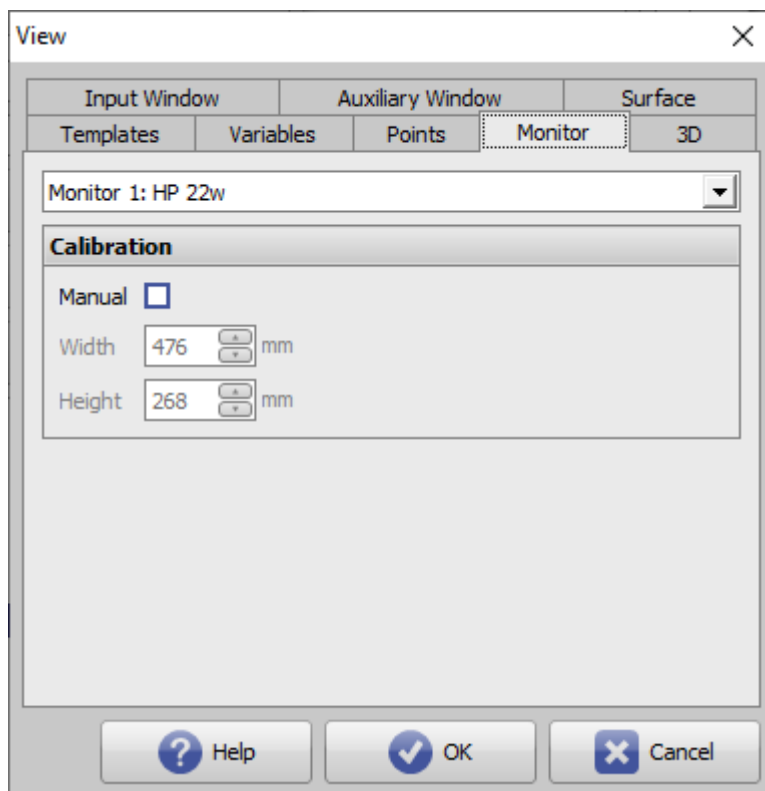 View
Input Window Auxiliary Window Surface
Templates Variables Points Monitor 3D
Monitor 1: HP 22w
Calibration
Manual
Width 476 mm
Height 268 mm
? Help OK Cancel